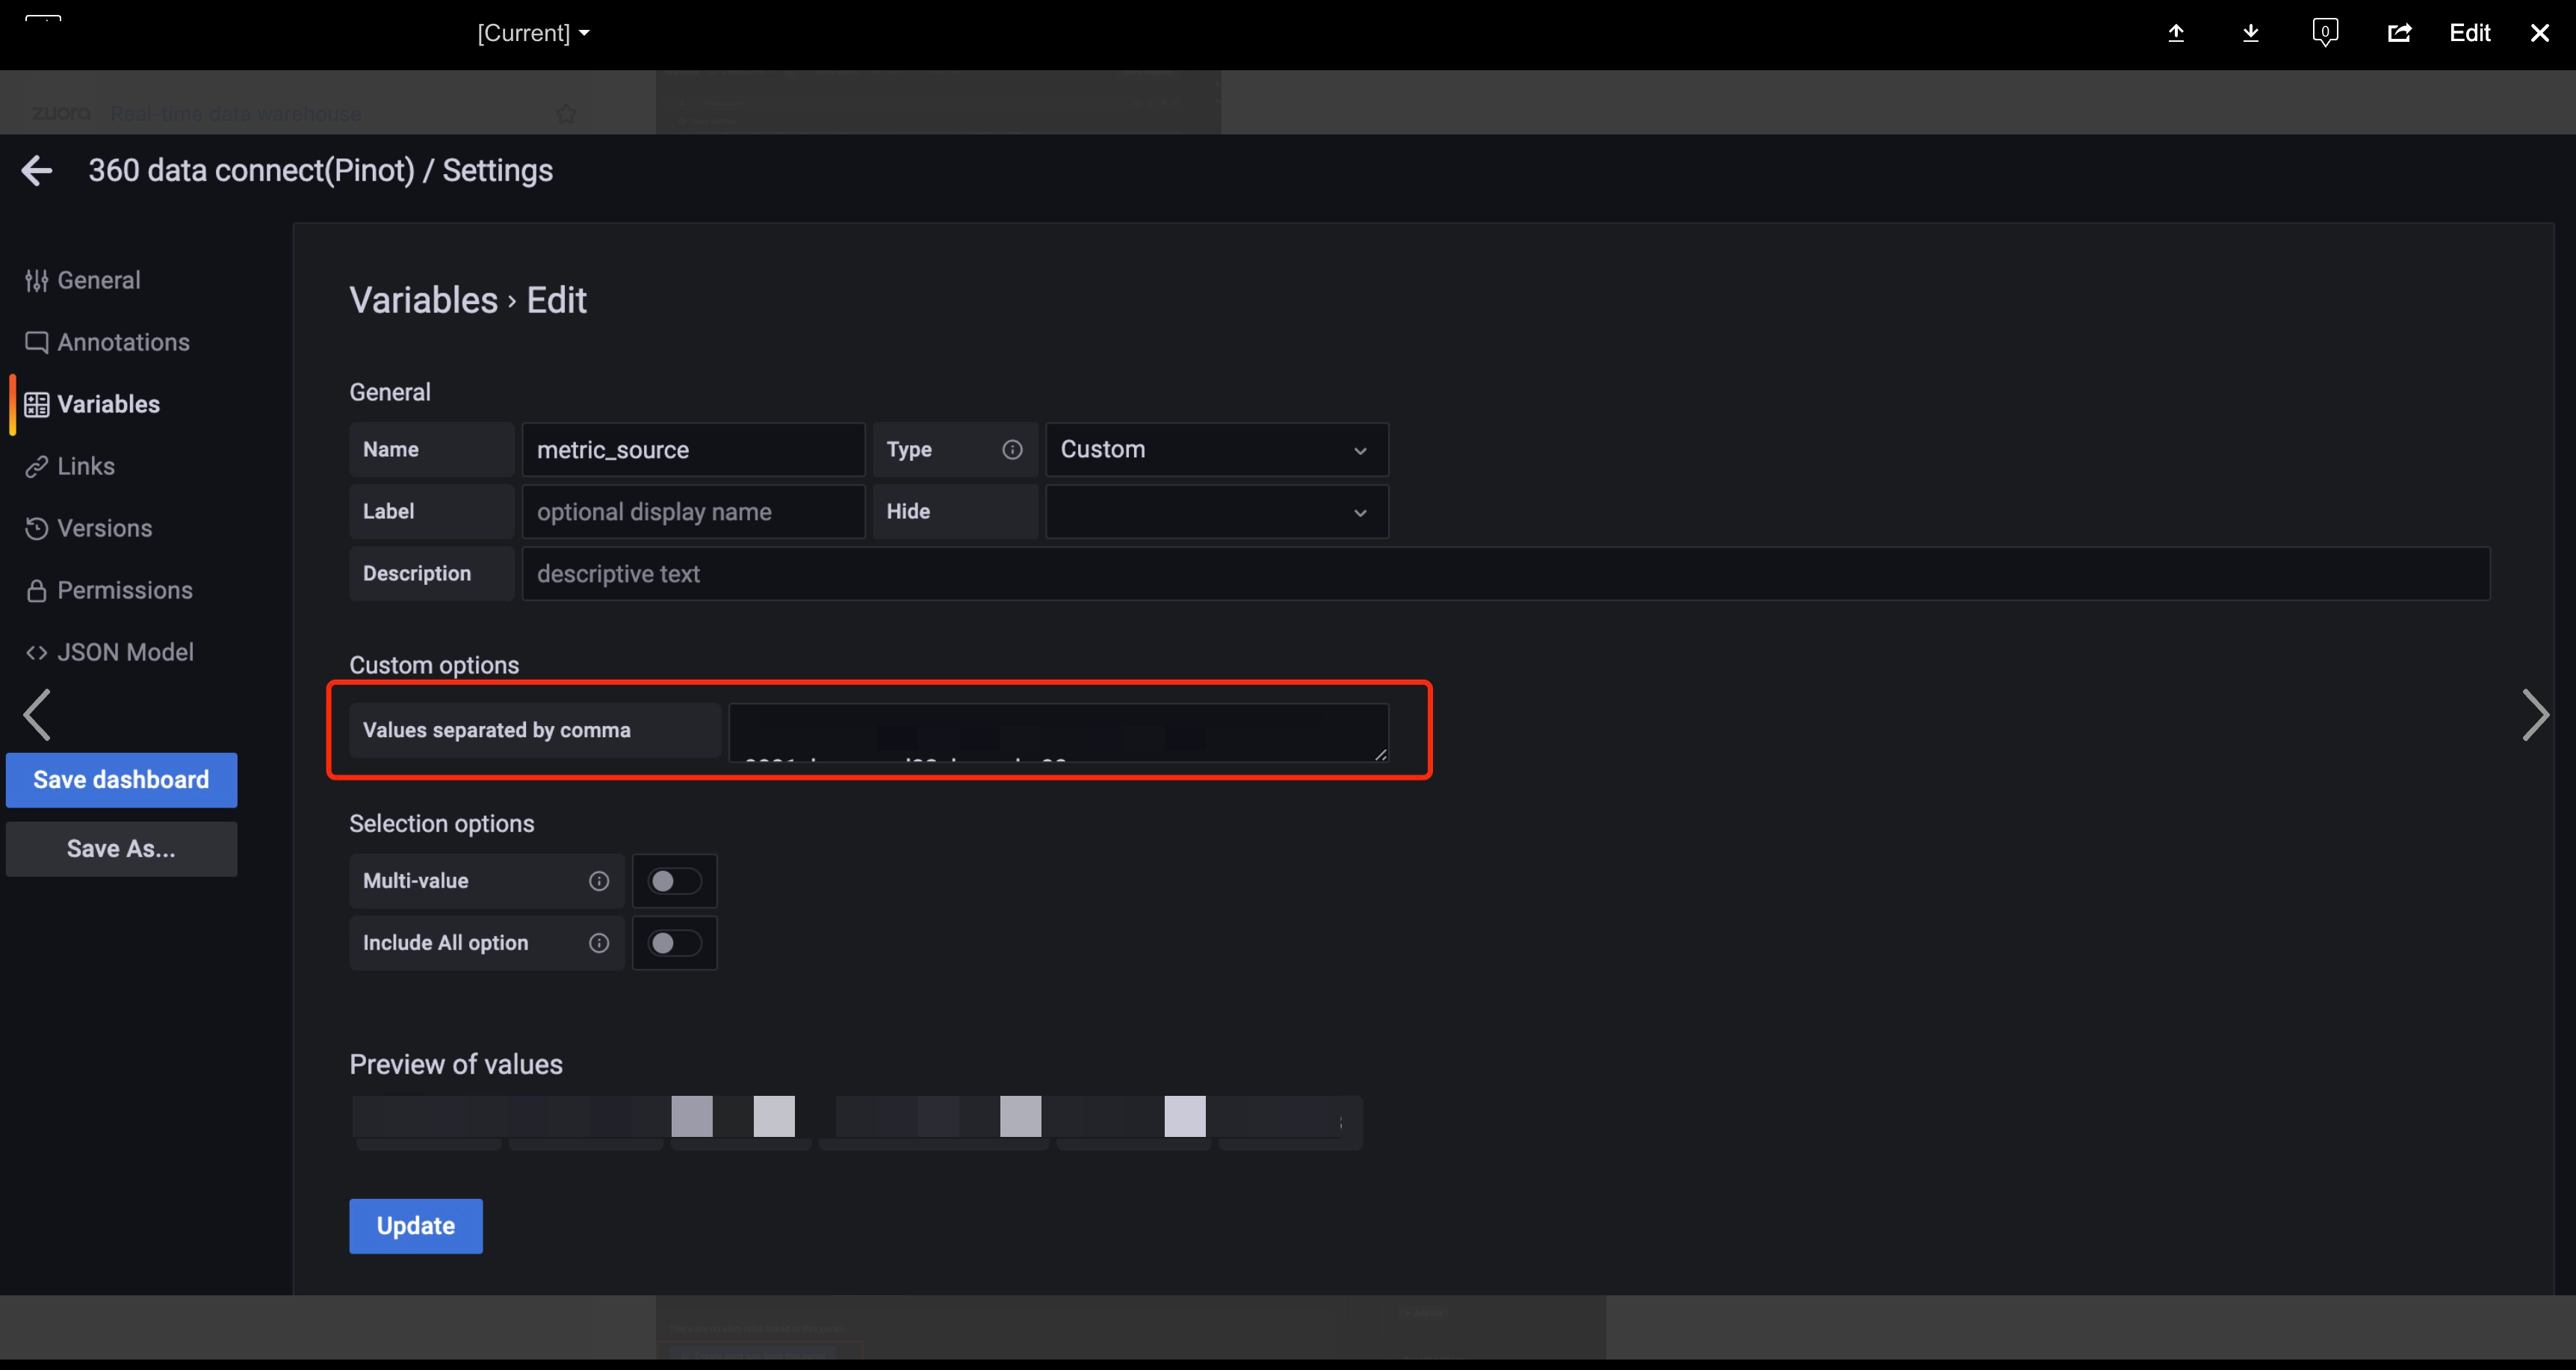 [Current]
0
Edit
zuora Real-time data warehouse
360 data connect(Pinot) / Settings
General
Annotations
Variables
Links
Versions
Permissions
JSON Model
Save dashboard
Save As...
Variables › Edit
General
Name metric_source Type Custom
Label optional display name Hide
Description descriptive text
Custom options
Values separated by comma
Selection options
Multi-value
Include All option
Preview of values
Update